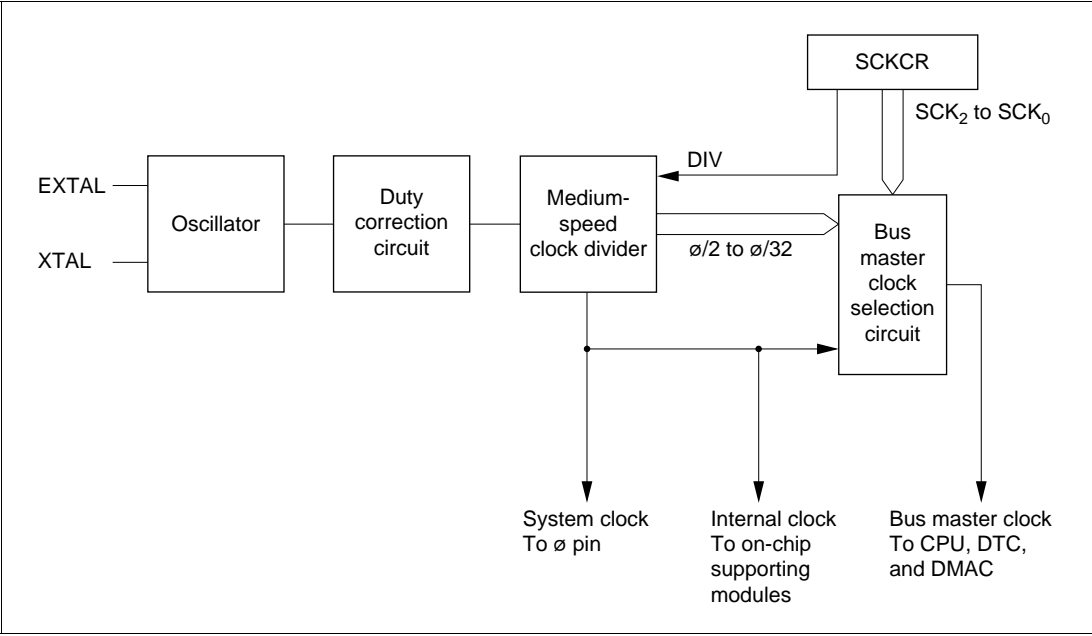 SCKCR
SCK2 to SCK0
DIV
EXTAL
XTAL
Oscillator
Duty
correction
circuit
Medium-
speed
clock divider
ø/2 to ø/32
Bus
master
clock
selection
circuit
System clock
To ø pin
Internal clock
To on-chip
supporting
modules
Bus master clock
To CPU, DTC,
and DMAC